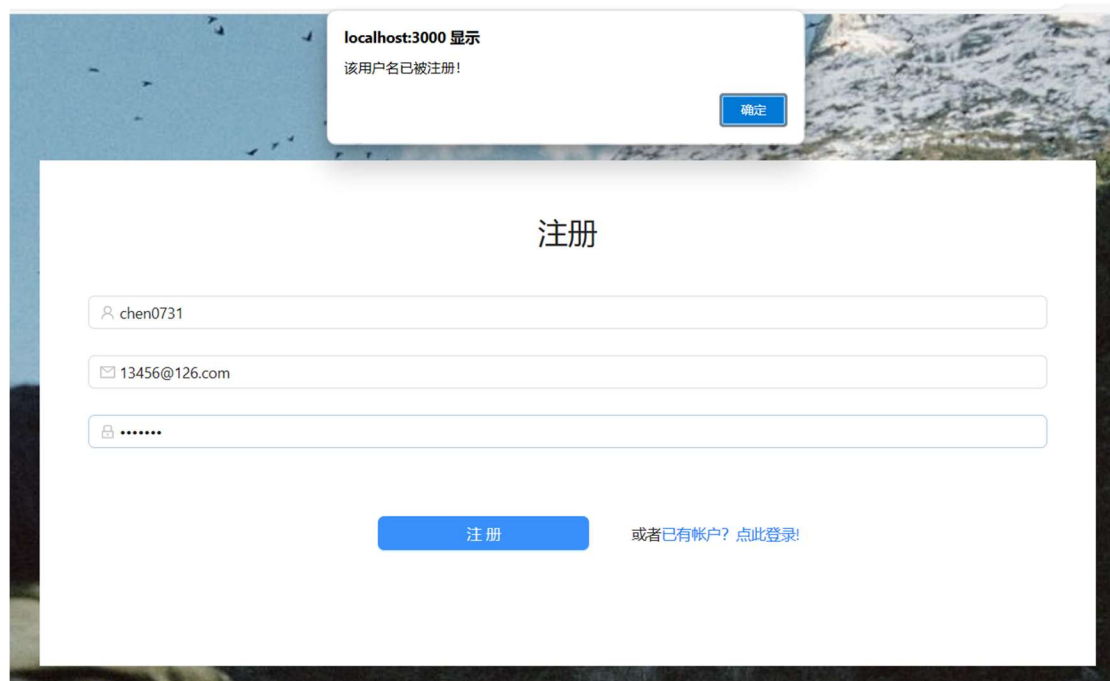 localhost:3000 显示
该用户名已被注册!
确定
注册
chen0731
13456@126.com
•••••••
注 册
或者已有帐户？点此登录!